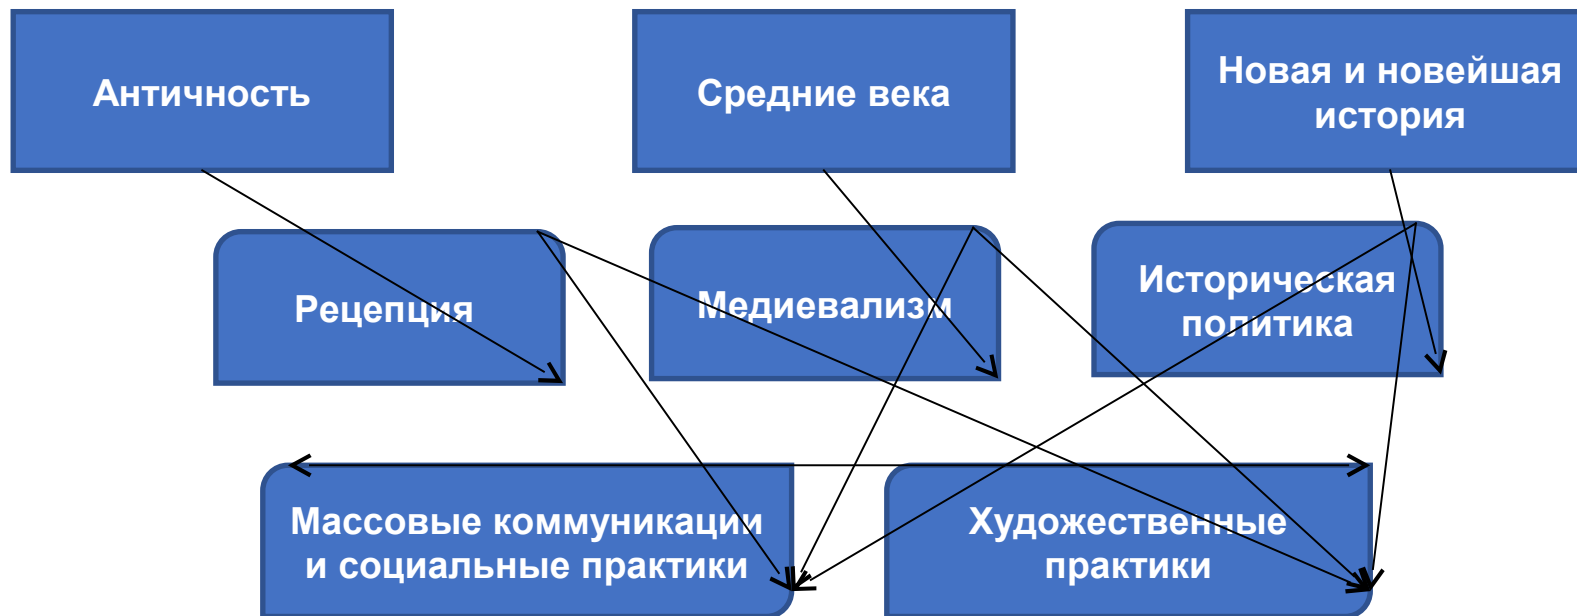 Античность
Средние века
Новая и новейшая
история
Рецепция
Медиевализм
Историческая
политика
Массовые коммуникации
и социальные практики
Художественные
практики